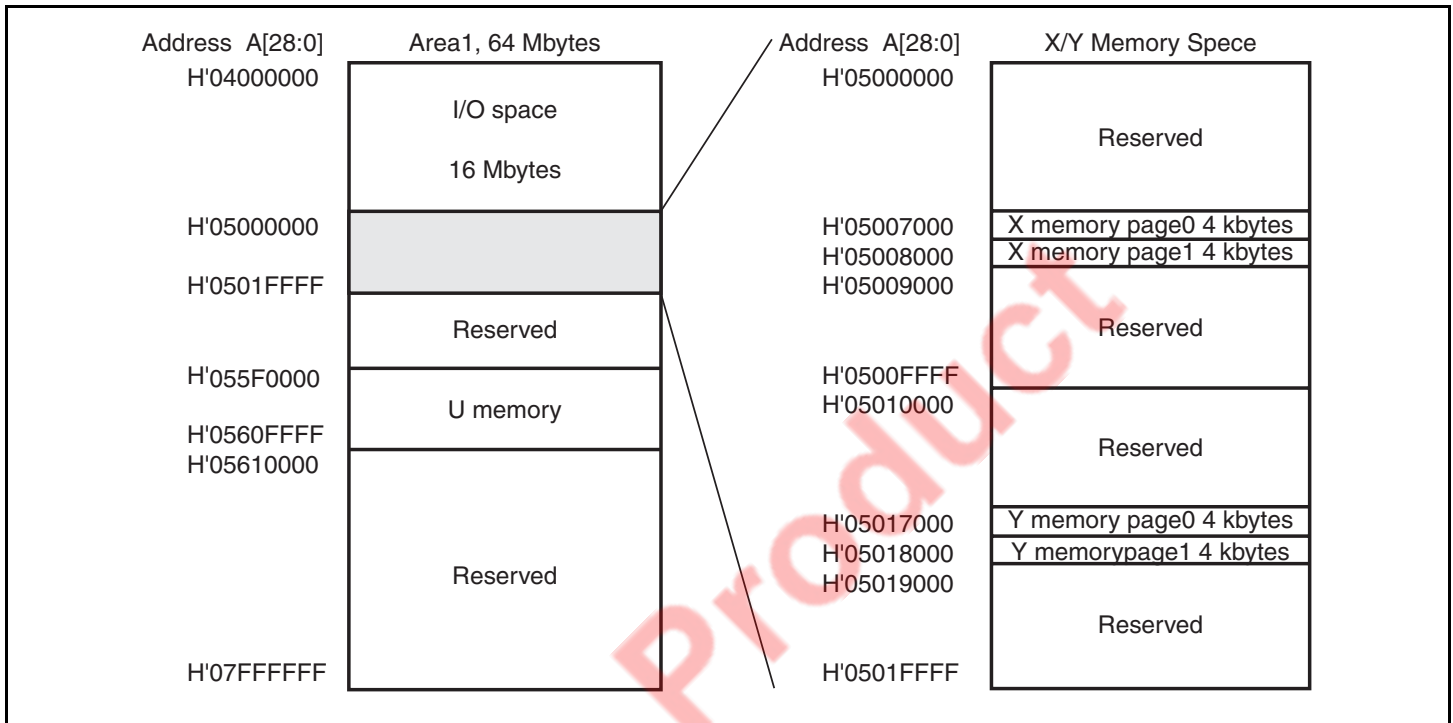 Address A[28:0]
Area1, 64 Mbytes
H'04000000
I/O space
16 Mbytes
H'05000000
H'0501FFFF
Reserved
H'055F0000
U memory
H'0560FFFF
H'05610000
Reserved
H'07FFFFFF
Address A[28:0]
X/Y Memory Spece
H'05000000
Reserved
H'05007000
X memory page0 4 kbytes
H'05008000
X memory page1 4 kbytes
H'05009000
Reserved
H'0500FFFF
H'05010000
Reserved
H'05017000
Y memory page0 4 kbytes
H'05018000
Y memorypage1 4 kbytes
H'05019000
Reserved
H'0501FFFF
Product